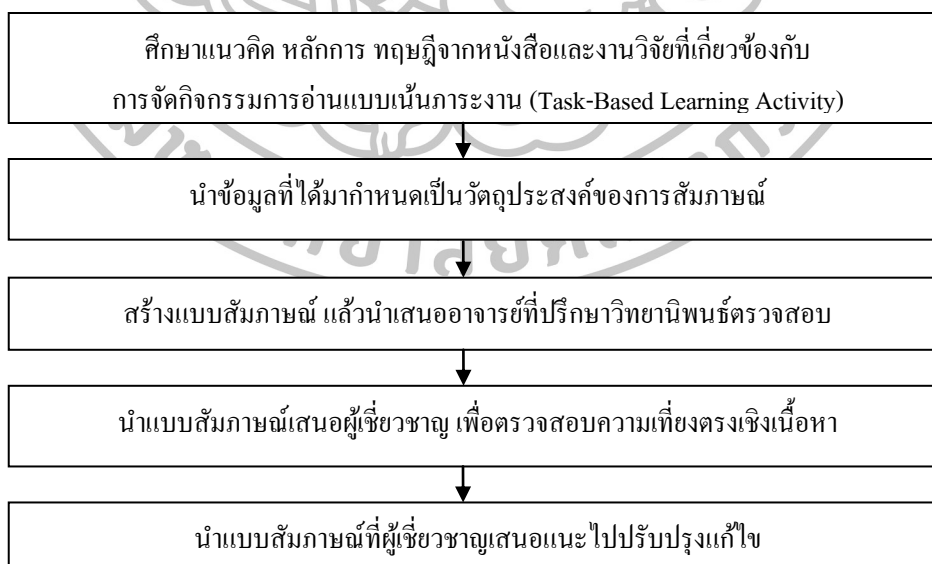 ศึกษาแนวคิด หลักการ ทฤษฎีจากหนังสือและงานวิจัยที่เกี่ยวข้องกับ
การจัดกิจกรรมการอ่านแบบเน้นภาระงาน (Task-Based Learning Activity)
นำข้อมูลที่ได้มากำหนดเป็นวัตถุประสงค์ของการสัมภาษณ์
สร้างแบบสัมภาษณ์ แล้วนำเสนออาจารย์ที่ปรึกษาวิทยานิพนธ์ตรวจสอบ
นำแบบสัมภาษณ์เสนอผู้เชี่ยวชาญ เพื่อตรวจสอบความเที่ยงตรงเชิงเนื้อหา
นำแบบสัมภาษณ์ที่ผู้เชี่ยวชาญเสนอแนะไปปรับปรุงแก้ไข